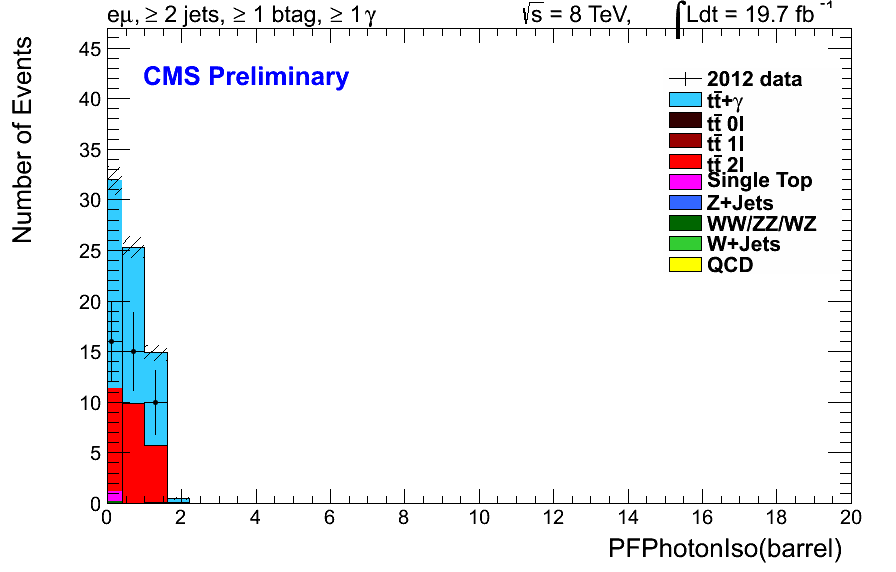 eμ, ≥ 2 jets, ≥ 1 btag, ≥ 1 γ
√s = 8 TeV, ∫Ldt = 19.7 fb⁻¹
CMS Preliminary
Number of Events
45
40
35
30
25
20
15
10
5
0
2012 data
tt̄+γ
tt̄ 0l
tt̄ 1l
tt̄ 2l
Single Top
Z+Jets
WW/ZZ/WZ
W+Jets
QCD
0 2 4 6 8 10 12 14 16 18 20
PFPhotonIso(barrel)